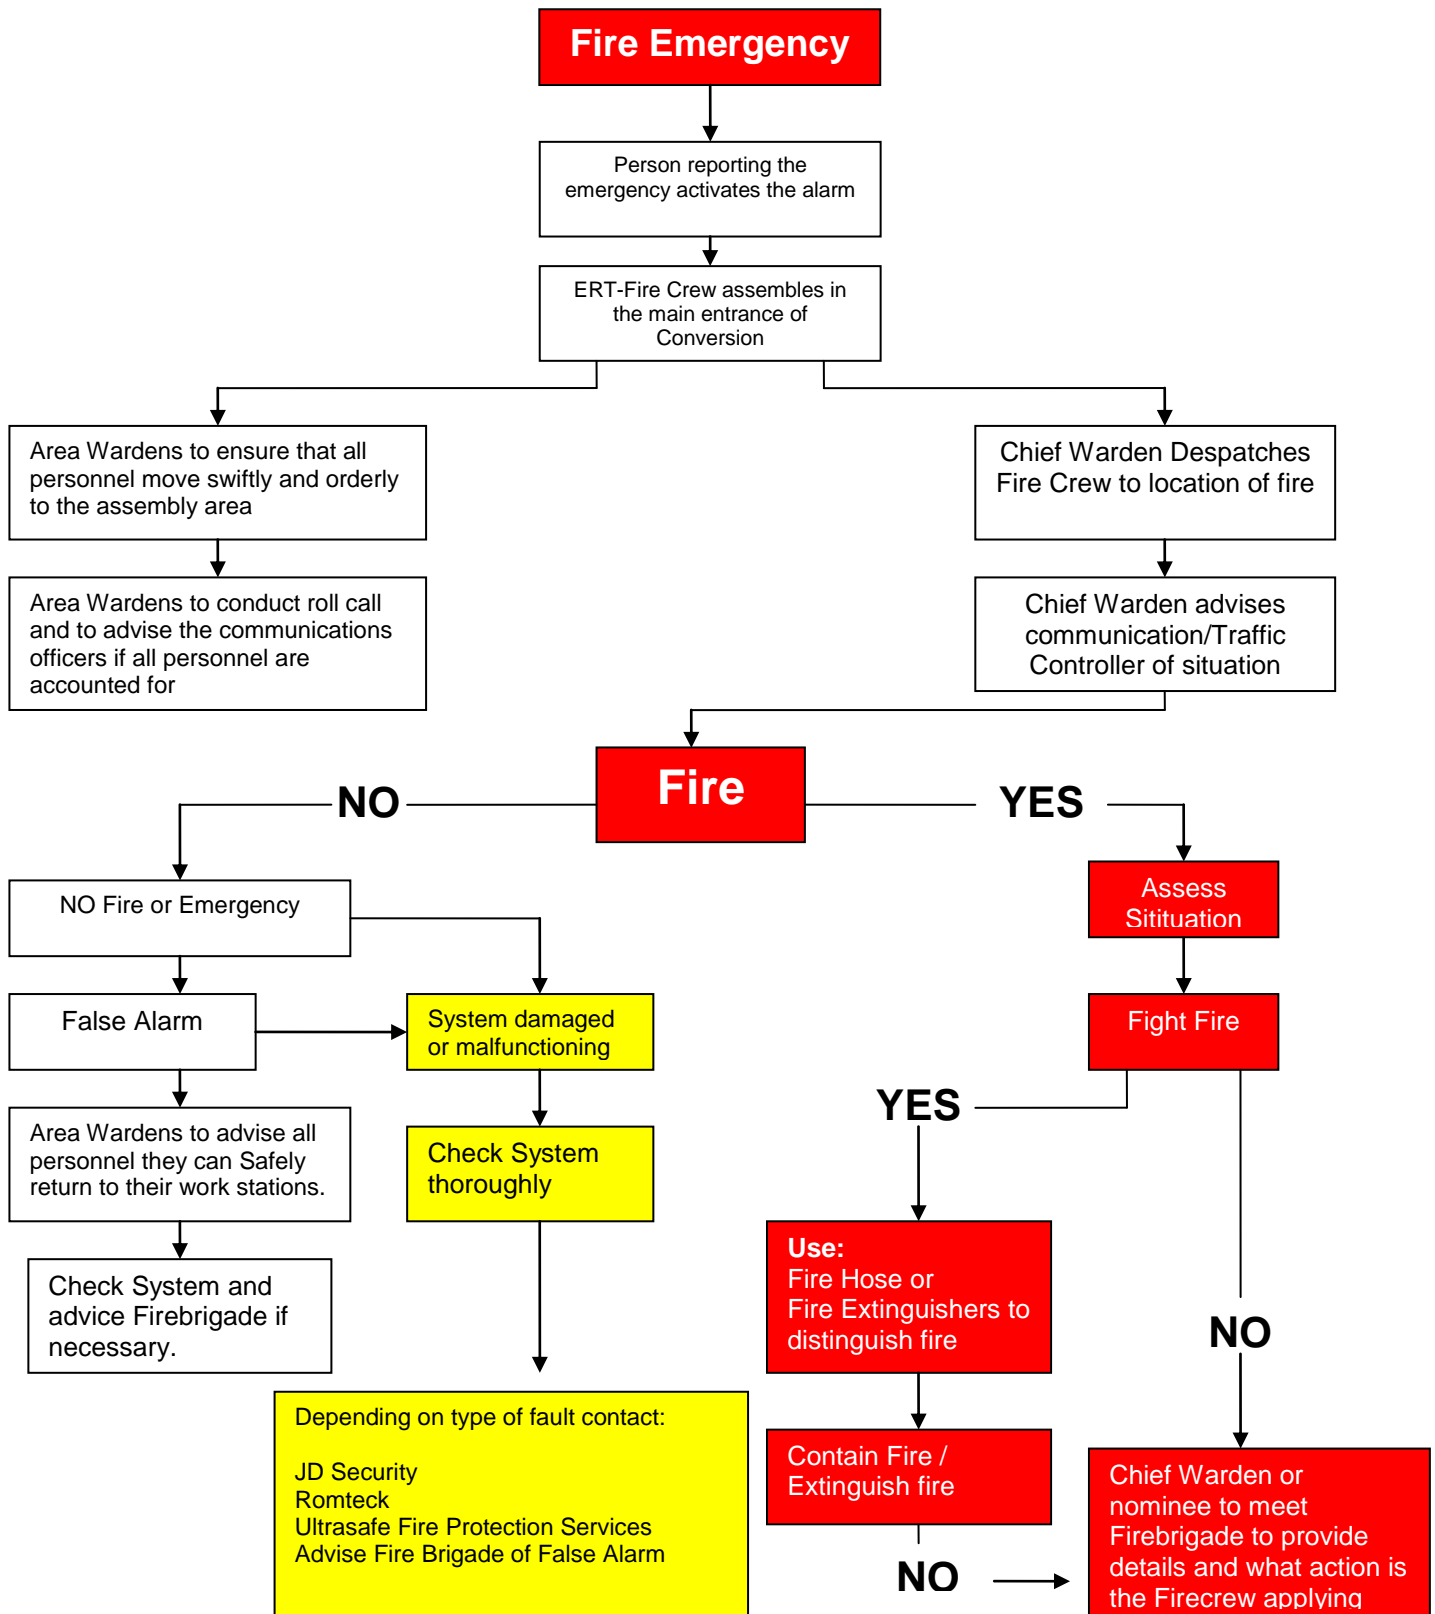 Fire Emergency
Person reporting the
emergency activates the alarm
ERT-Fire Crew assembles in
the main entrance of
Conversion
Area Wardens to ensure that all
personnel move swiftly and orderly
to the assembly area
Chief Warden Despatches
Fire Crew to location of fire
Area Wardens to conduct roll call
and to advise the communications
officers if all personnel are
accounted for
Chief Warden advises
communication/Traffic
Controller of situation
Fire
NO
YES
NO Fire or Emergency
Assess
Sitituation
False Alarm
System damaged
or malfunctioning
Fight Fire
YES
Area Wardens to advise all
personnel they can Safely
return to their work stations.
Check System
thoroughly
Use:
Fire Hose or
Fire Extinguishers to
distinguish fire
Check System and
advice Firebrigade if
necessary.
NO
Depending on type of fault contact:
JD Security
Romteck
Ultrasafe Fire Protection Services
Advise Fire Brigade of False Alarm
Contain Fire /
Extinguish fire
NO
Chief Warden or
nominee to meet
Firebrigade to provide
details and what action is
the Firecrew applying